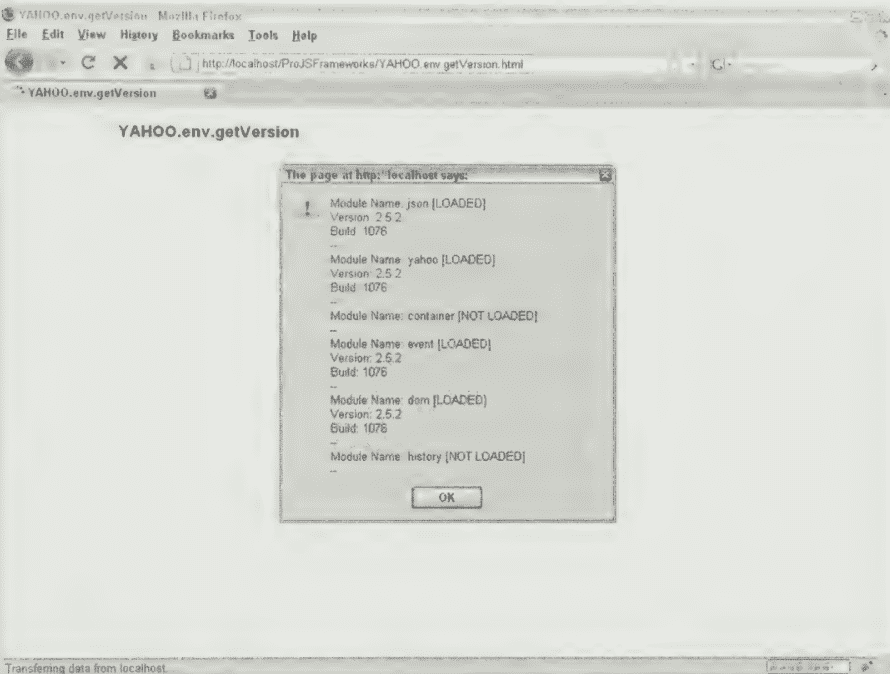 YAHOO.env.getVersion Mozilla Firefox
File Edit View History Bookmarks Tools Help
http://localhost/ProJSFrameworks/YAHOO.env.getVersion.html
YAHOO.env.getVersion
YAHOO.env.getVersion
The page at http://localhost says:
Module Name: json [LOADED]
Version: 2.5.2
Build: 1076
--
Module Name: yahoo [LOADED]
Version: 2.5.2
Build: 1076
--
Module Name: container [NOT LOADED]
--
Module Name: event [LOADED]
Version: 2.5.2
Build: 1076
--
Module Name: dom [LOADED]
Version: 2.5.2
Build: 1076
--
Module Name: history [NOT LOADED]
--
OK
Transferring data from localhost